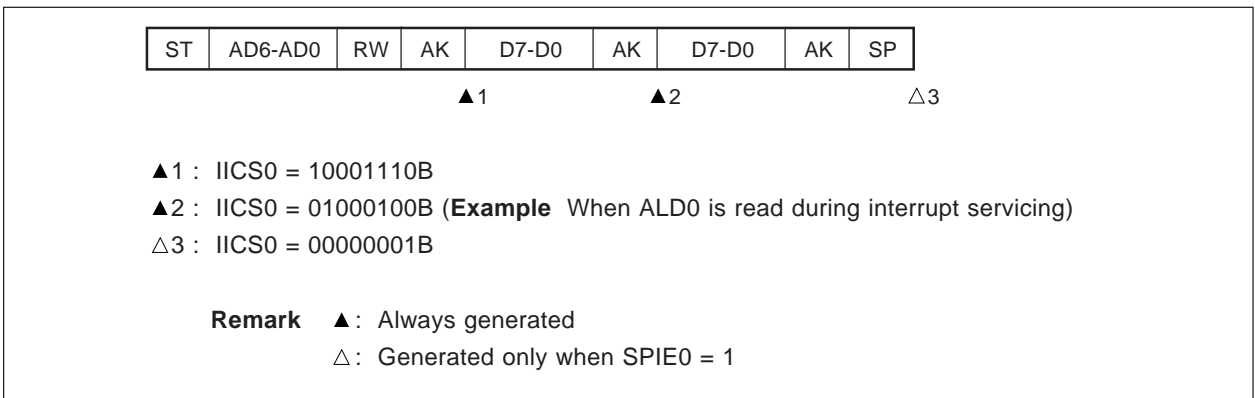 ST AD6-AD0 RW AK D7-D0 AK D7-D0 AK SP
▲1 ▲2 △3
▲1 : IICS0 = 10001110B
▲2 : IICS0 = 01000100B (Example When ALD0 is read during interrupt servicing)
△3 : IICS0 = 00000001B
Remark ▲: Always generated
△: Generated only when SPIE0 = 1